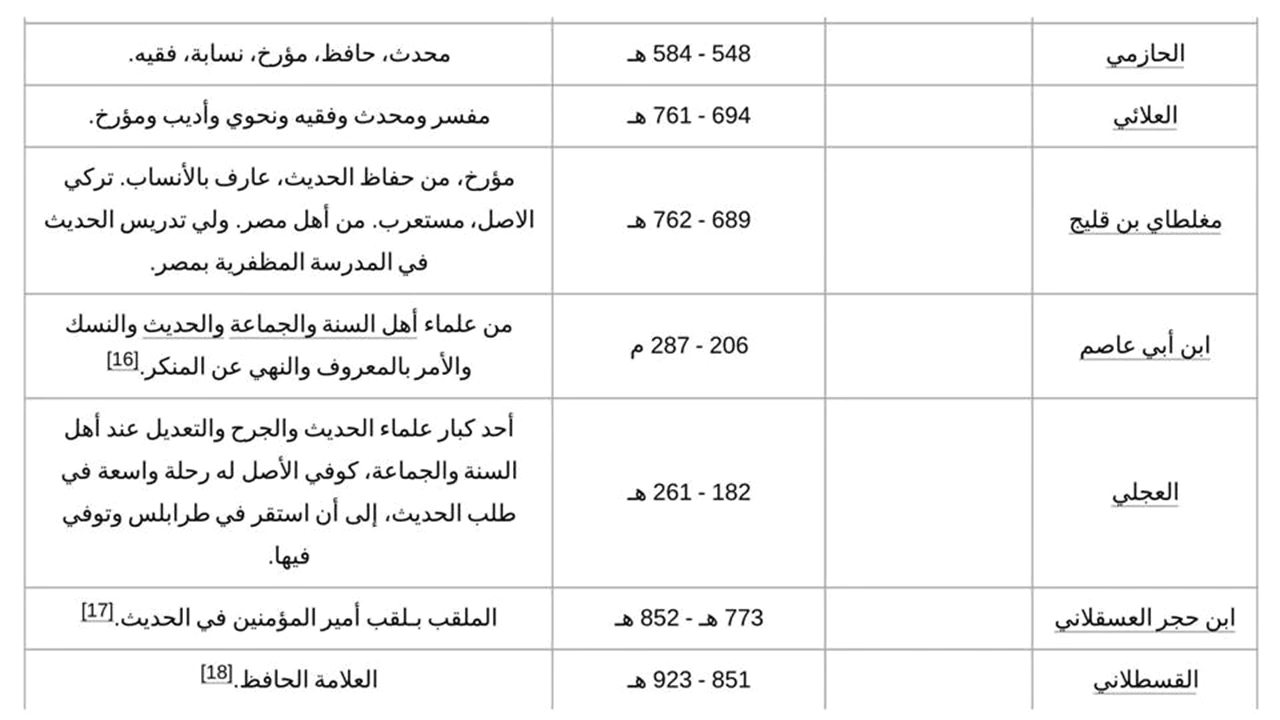 الحازمي
548 - 584 هـ
محدث، حافظ، مؤرخ، نسابة، فقيه.
العلائي
694 - 761 هـ
مفسر ومحدث وفقيه ونحوي وأديب ومؤرخ.
مغلطاي بن قليج
689 - 762 هـ
مؤرخ، من حفاظ الحديث، عارف بالأنساب. تركي
الاصل، مستعرب. من أهل مصر. ولي تدريس الحديث
في المدرسة المظفرية بمصر.
ابن أبي عاصم
206 - 287 م
من علماء أهل السنة والجماعة والحديث والنسك
والأمر بالمعروف والنهي عن المنكر.[16]
العجلي
182 - 261 هـ
أحد كبار علماء الحديث والجرح والتعديل عند أهل
السنة والجماعة، كوفي الأصل له رحلة واسعة في
طلب الحديث، إلى أن استقر في طرابلس وتوفي
فيها.
ابن حجر العسقلاني
773 هـ - 852 هـ
الملقب بـلقب أمير المؤمنين في الحديث.[17]
القسطلاني
851 - 923 هـ
العلامة الحافظ.[18]